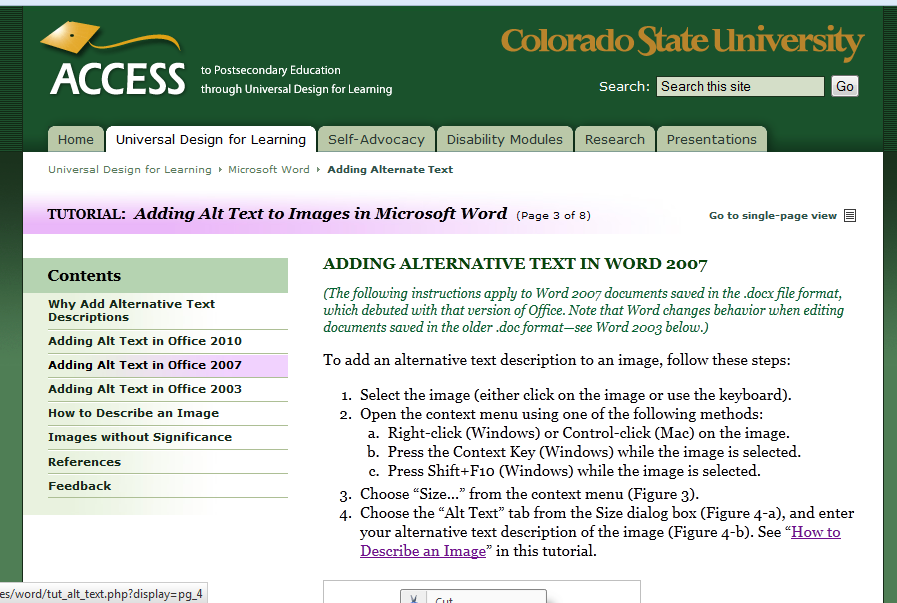 Colorado State University
ACCESS
to Postsecondary Education
through Universal Design for Learning
Search: Search this site Go
Home Universal Design for Learning Self-Advocacy Disability Modules Research Presentations
Universal Design for Learning Microsoft Word Adding Alternate Text
TUTORIAL: Adding Alt Text to Images in Microsoft Word (Page 3 of 8)
Go to single-page view
Contents
Why Add Alternative Text
Descriptions
Adding Alt Text in Office 2010
Adding Alt Text in Office 2007
Adding Alt Text in Office 2003
How to Describe an Image
Images without Significance
References
Feedback
ADDING ALTERNATIVE TEXT IN WORD 2007
(The following instructions apply to Word 2007 documents saved in the .docx file format,
which debuted with that version of Office. Note that Word changes behavior when editing
documents saved in the older .doc format—see Word 2003 below.)
To add an alternative text description to an image, follow these steps:
1. Select the image (either click on the image or use the keyboard).
2. Open the context menu using one of the following methods:
a. Right-click (Windows) or Control-click (Mac) on the image.
b. Press the Context Key (Windows) while the image is selected.
c. Press Shift+F10 (Windows) while the image is selected.
3. Choose “Size...” from the context menu (Figure 3).
4. Choose the “Alt Text” tab from the Size dialog box (Figure 4-a), and enter
your alternative text description of the image (Figure 4-b). See “How to
Describe an Image” in this tutorial.
Cut
es/word/tut_alt_text.php?display=pg_4